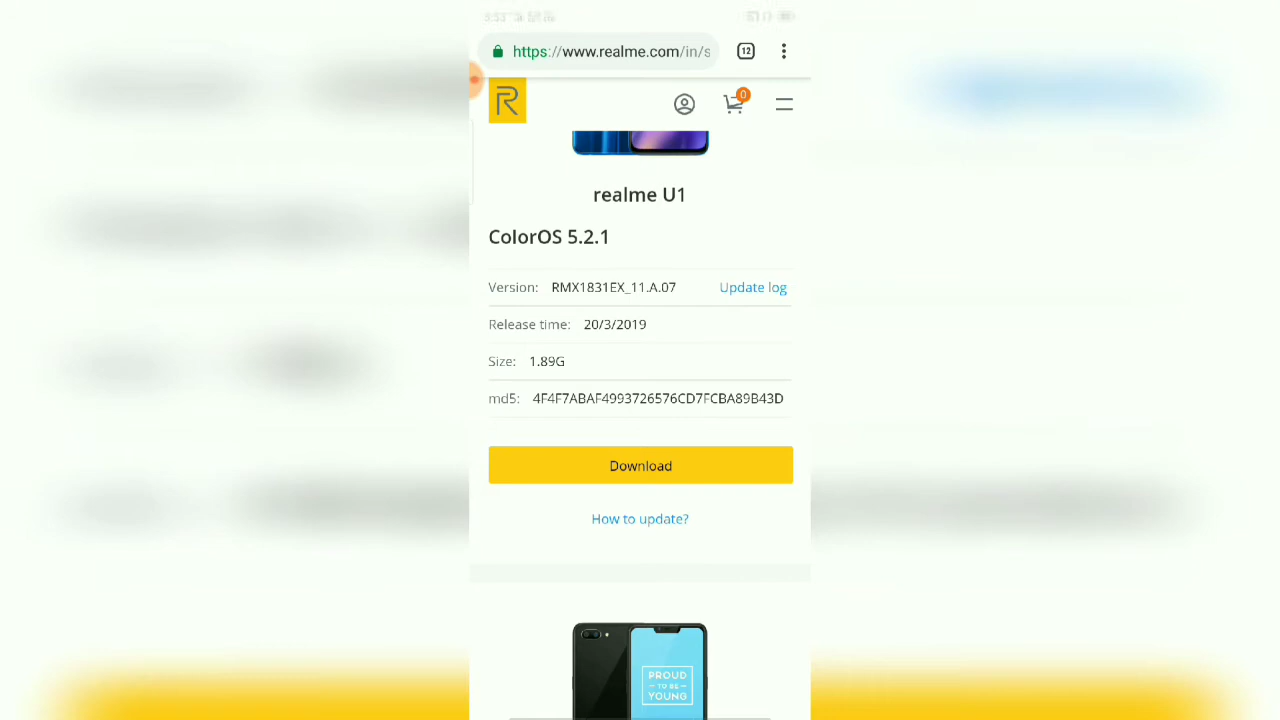 https://www.realme.com/in/s
12
R
0
realme U1
ColorOS 5.2.1
Version: RMX1831EX_11.A.07 Update log
Release time: 20/3/2019
Size: 1.89G
md5: 4F4F7ABAF4993726576CD7FCBA89B43D
Download
How to update?
PROUD
TO BE
YOUNG